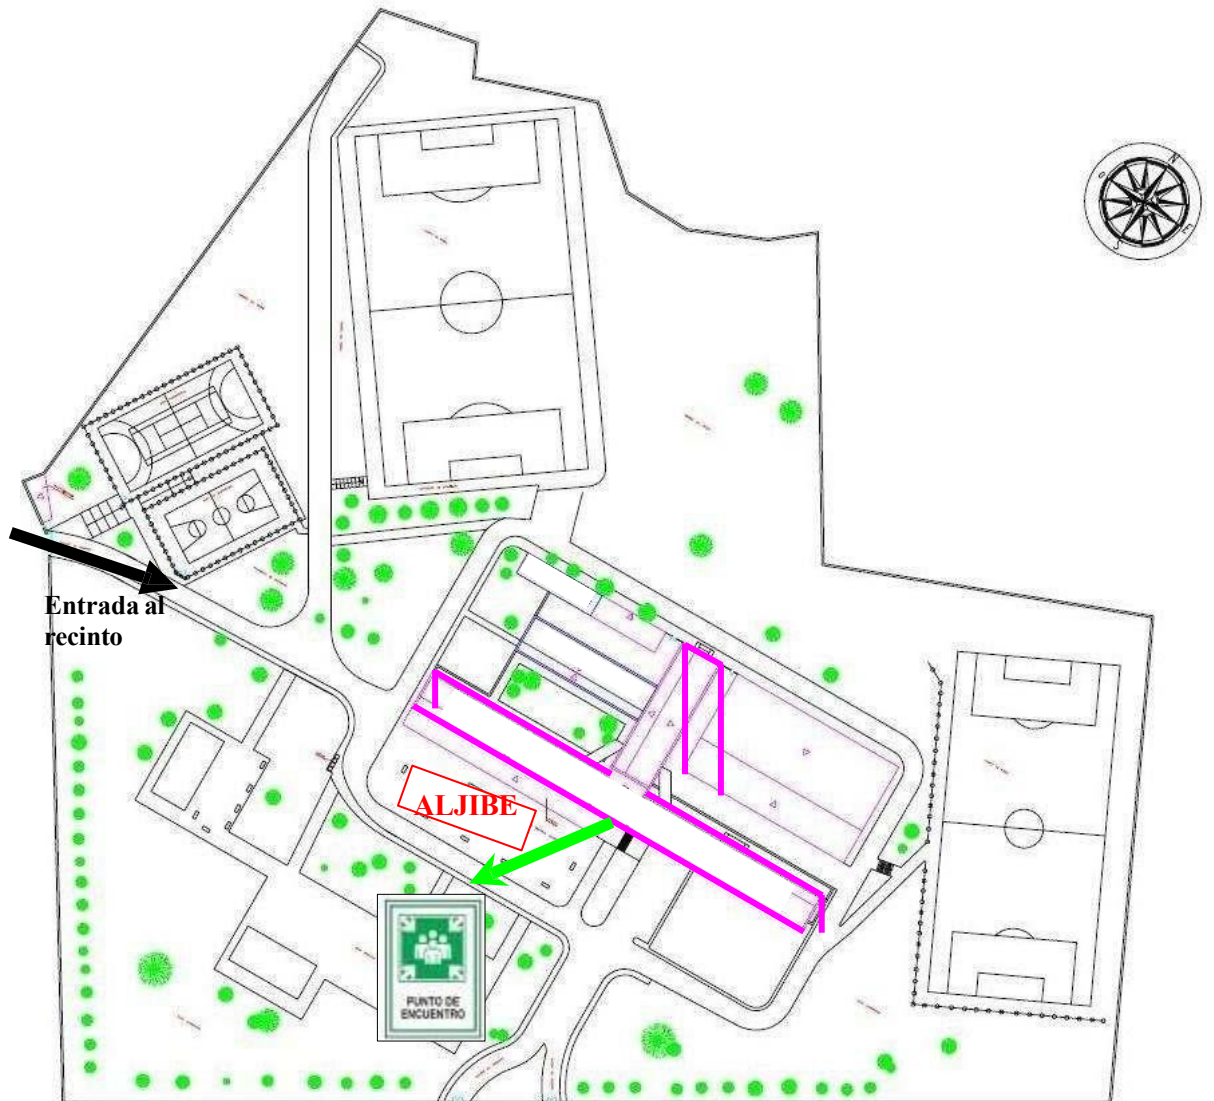 N
O
E
S
Entrada al
recinto
ALJIBE
PUNTO DE
ENCUENTRO